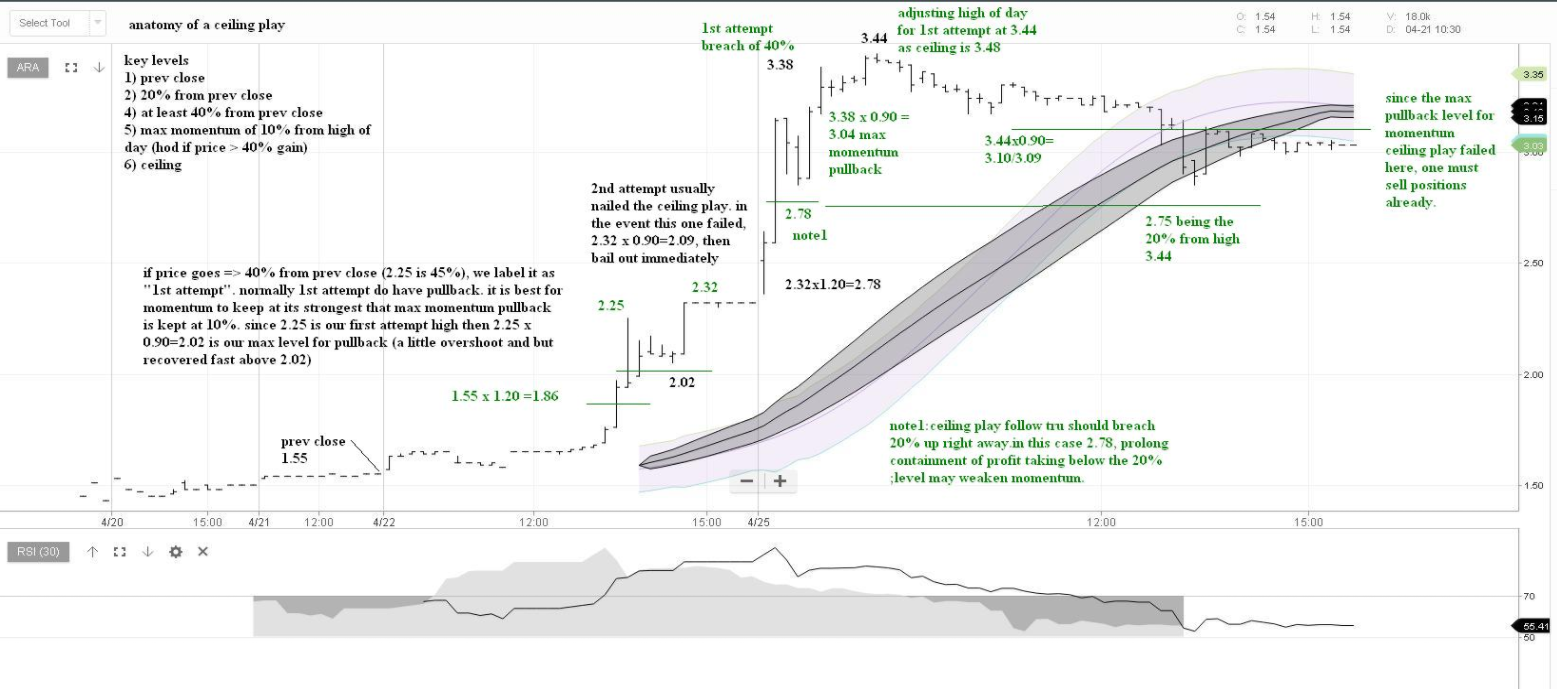 Select Tool
anatomy of a ceiling play
O: 1.54 H: 1.54 V: 18.0k
C: 1.54 L: 1.54 D: 04-21 10:30
ARA
key levels
1) prev close
2) 20% from prev close
4) at least 40% from prev close
5) max momentum of 10% from high of
day (hod if price > 40% gain)
6) ceiling
1st attempt
breach of 40%
3.38
3.44
adjusting high of day
for 1st attempt at 3.44
as ceiling is 3.48
3.38 x 0.90 =
3.04 max
momentum
pullback
3.44x0.90=
3.10/3.09
since the max
pullback level for
momentum
ceiling play failed
here, one must
sell positions
already.
2nd attempt usually
nailed the ceiling play. in
the event this one failed,
2.32 x 0.90=2.09, then
bail out immediately
2.78
note1
2.75 being the
20% from high
3.44
if price goes => 40% from prev close (2.25 is 45%), we label it as
"1st attempt". normally 1st attempt do have pullback. it is best for
momentum to keep at its strongest that max momentum pullback
is kept at 10%. since 2.25 is our first attempt high then 2.25 x
0.90=2.02 is our max level for pullback (a little overshoot and but
recovered fast above 2.02)
2.25
2.32
2.32x1.20=2.78
2.02
1.55 x 1.20 =1.86
prev close
1.55
note1:ceiling play follow tru should breach
20% up right away.in this case 2.78, prolong
containment of profit taking below the 20%
;level may weaken momentum.
3.35
3.15
3.03
2.50
2.00
1.50
4/20 15:00 4/21 12:00 4/22 12:00 15:00 4/25 12:00 15:00
RSI (30)
70
55.41
50